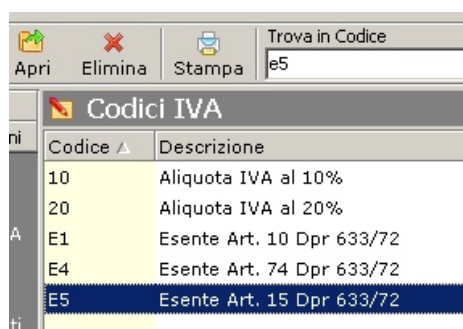 Trova in Codice
Apri Elimina Stampa e5
Codici IVA
ni Codice Descrizione
10 Aliquota IVA al 10%
20 Aliquota IVA al 20%
A E1 Esente Art. 10 Dpr 633/72
E4 Esente Art. 74 Dpr 633/72
E5 Esente Art. 15 Dpr 633/72
ti